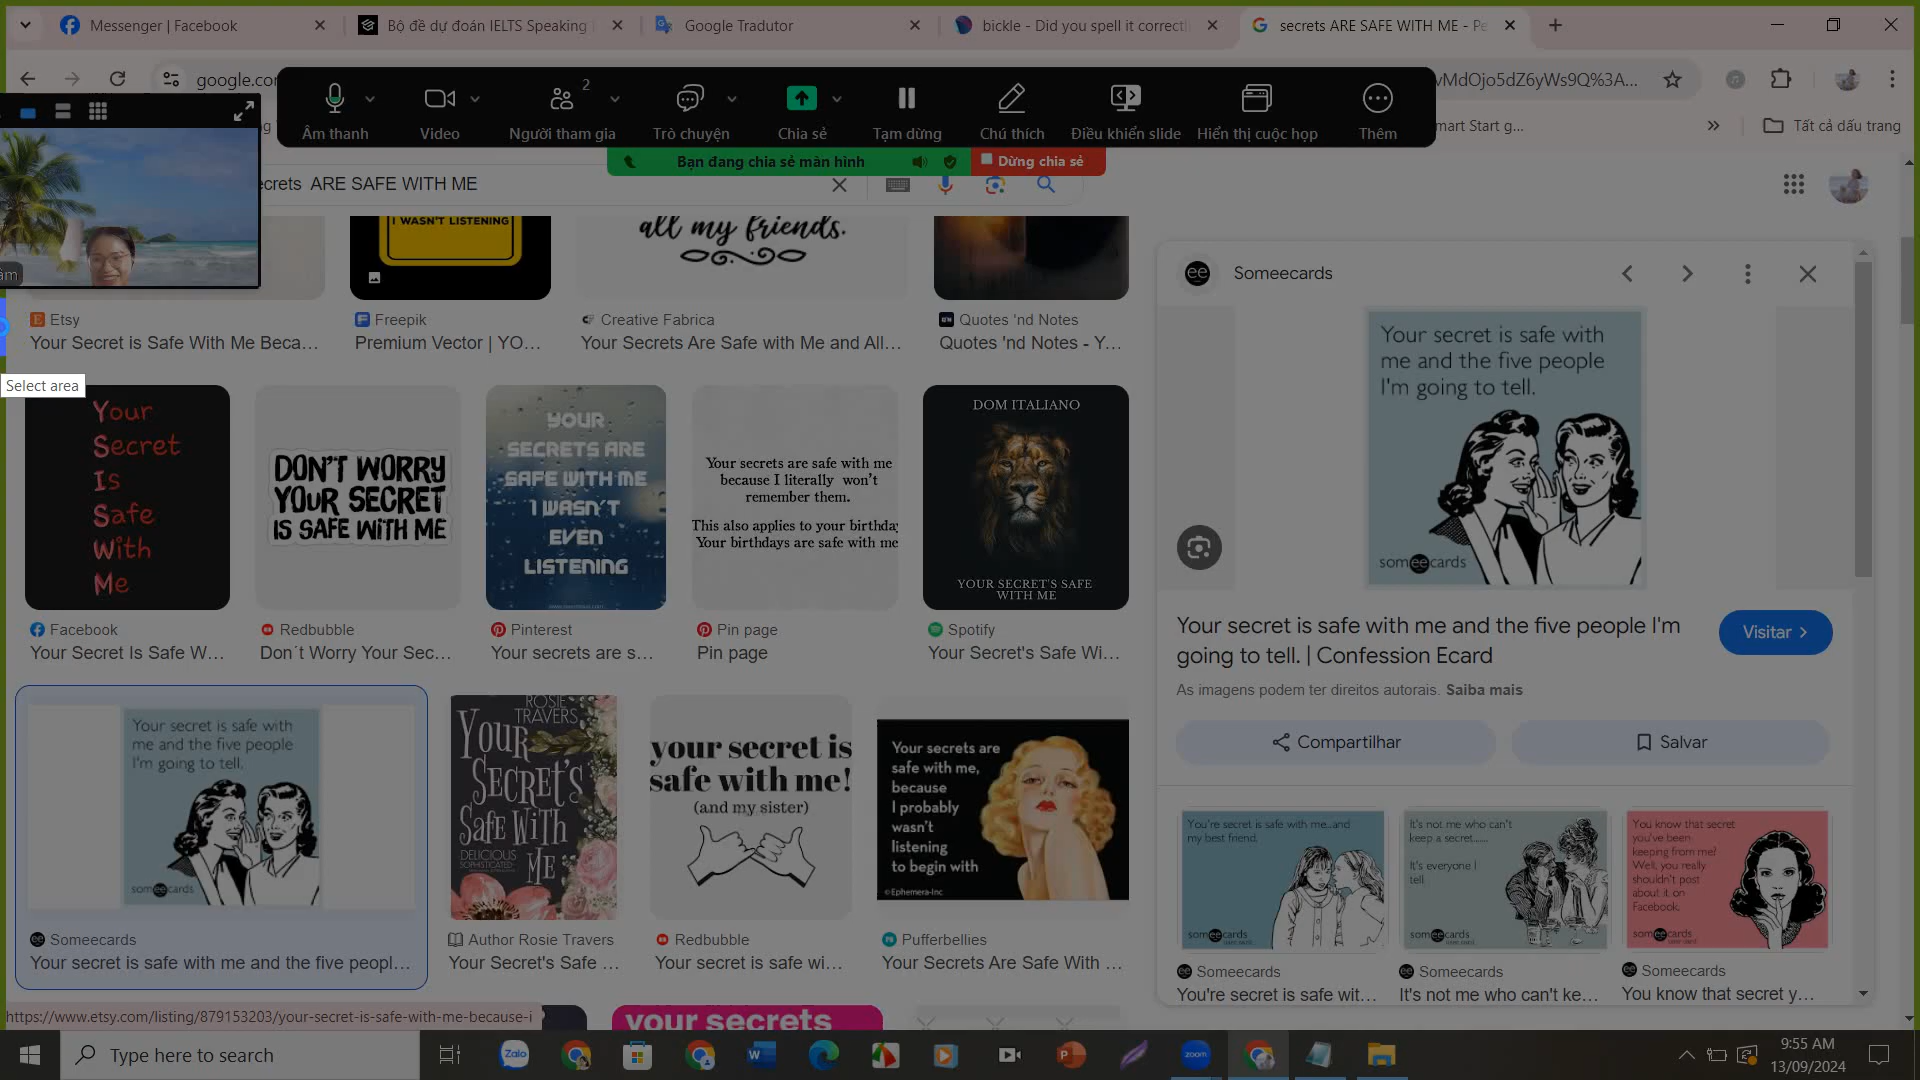 Messenger | Facebook
Bộ đề dự đoán IELTS Speaking
Google Tradutor
bickle - Did you spell it correctl
secrets ARE SAFE WITH ME - Pe
google.co
vMdOjo5dZ6yWs9Q%3A...
2
Âm thanh
Video
Người tham gia
Trò chuyện
Chia sẻ
Tạm dừng
Chú thích
Điều khiển slide
Hiển thị cuộc họp
Thêm
mart Start g...
Tất cả dấu trang
Bạn đang chia sẻ màn hình
Dừng chia sẻ
ecrets ARE SAFE WITH ME
I WASN'T LISTENING
all my friends.
Etsy
Your Secret is Safe With Me Beca...
Freepik
Premium Vector | YO...
Creative Fabrica
Your Secrets Are Safe with Me and All...
Quotes 'nd Notes
Quotes 'nd Notes - Y...
Select area
Your
Secret
Is
Safe
With
Me
DON'T WORRY
YOUR SECRET
IS SAFE WITH ME
YOUR
SECRETS ARE
SAFE WITH ME
I WASN'T
EVEN
LISTENING
Your secrets are safe with me
because I literally won't
remember them.
This also applies to your birthday
Your birthdays are safe with me
DOM ITALIANO
YOUR SECRET'S SAFE
WITH ME
Facebook
Your Secret Is Safe W...
Redbubble
Don´t Worry Your Sec...
Pinterest
Your secrets are s...
Pin page
Pin page
Spotify
Your Secret's Safe Wi...
Your secret is safe with
me and the five people
I'm going to tell.
someecards
ROSIE
TRAVERS
YOUR
SECRET'S
SAFE WITH
ME
DELICIOUS
SOPHISTICATED
your secret is
safe with me!
(and my sister)
Your secrets are
safe with me,
because
I probably
wasn't
listening
to begin with
©Ephemera-Inc
Someecards
Your secret is safe with me and the five peopl...
Author Rosie Travers
Your Secret's Safe ...
Redbubble
Your secret is safe wi...
Pufferbellies
Your Secrets Are Safe With ...
your secrets
https://www.etsy.com/listing/879153203/your-secret-is-safe-with-me-because-i
Someecards
Your secret is safe with
me and the five people
I'm going to tell.
someecards
Your secret is safe with me and the five people I'm
going to tell. | Confession Ecard
Visitar
As imagens podem ter direitos autorais. Saiba mais
Compartilhar
Salvar
You're secret is safe with me...and
my best friend.
someecards
It's not me who can't
keep a secret......
It's everyone I
tell
someecards
You know that secret
you've been
keeping from me?
Well, you really
shouldn't post
about it on
Facebook.
someecards
Someecards
You're secret is safe wit...
Someecards
It's not me who can't ke...
Someecards
You know that secret y...
Type here to search
Zalo
zoom
9:55 AM
13/09/2024